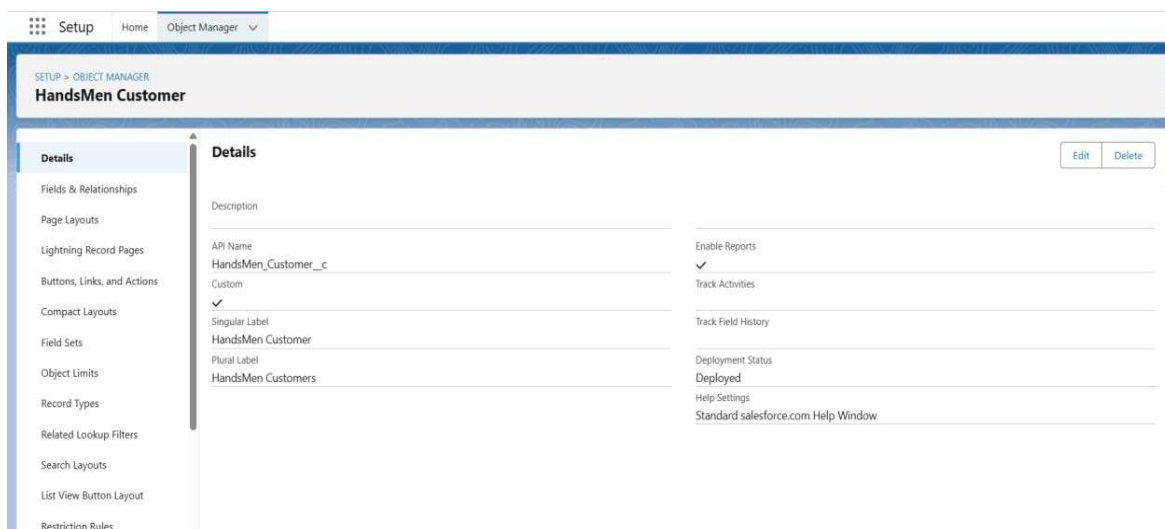 Setup Home Object Manager
SETUP > OBJECT MANAGER
HandsMen Customer
Details
Fields & Relationships
Page Layouts
Lightning Record Pages
Buttons, Links, and Actions
Compact Layouts
Field Sets
Object Limits
Record Types
Related Lookup Filters
Search Layouts
List View Button Layout
Restriction Rules
Details
Edit Delete
Description
API Name
HandsMen_Customer__c
Custom
Singular Label
HandsMen Customer
Plural Label
HandsMen Customers
Enable Reports
Track Activities
Track Field History
Deployment Status
Deployed
Help Settings
Standard salesforce.com Help Window